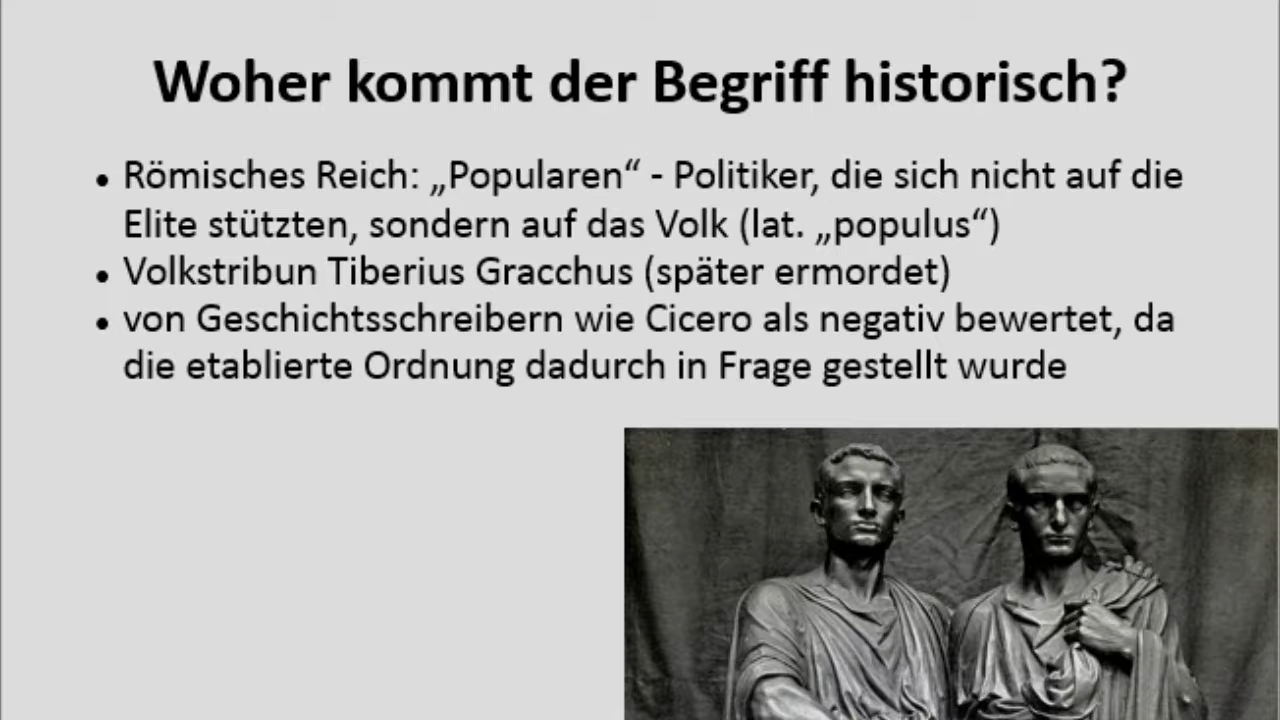 Woher kommt der Begriff historisch?
• Römisches Reich: „Popularen“ - Politiker, die sich nicht auf die
Elite stützten, sondern auf das Volk (lat. „populus“)
• Volkstribun Tiberius Gracchus (später ermordet)
• von Geschichtsschreibern wie Cicero als negativ bewertet, da
die etablierte Ordnung dadurch in Frage gestellt wurde